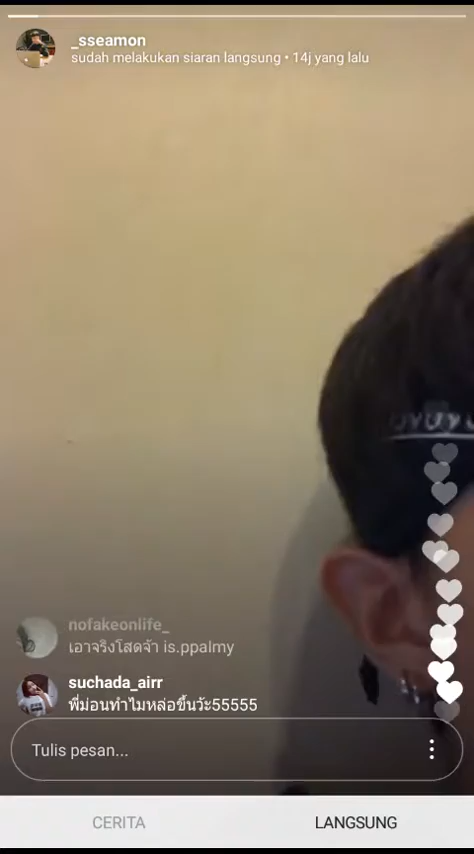 _sseamon
sudah melakukan siaran langsung • 14j yang lalu
nofakeonlife_
เอาจริงโสดจ้า is.ppalmy
suchada_airr
พี่ม่อนทำไมหล่อขึ้นว้ะ55555
Tulis pesan...
CERITA
LANGSUNG